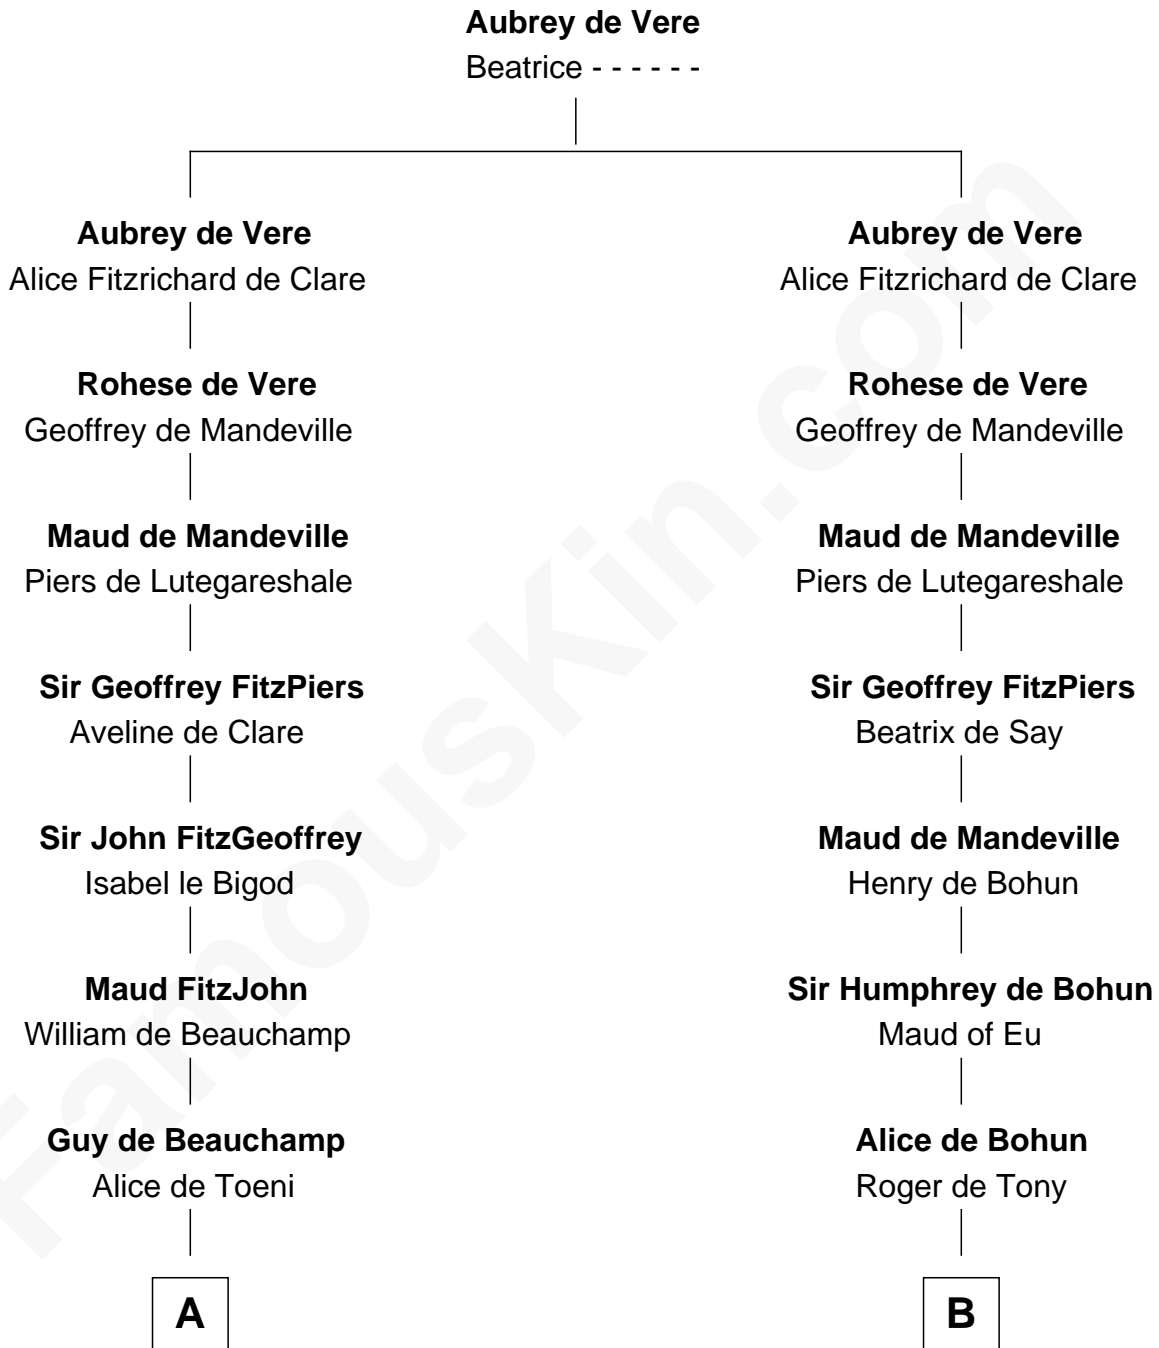 Aubrey de Vere
Beatrice - - - - - -
Aubrey de Vere
Alice Fitzrichard de Clare
Rohese de Vere
Geoffrey de Mandeville
Maud de Mandeville
Piers de Lutegareshale
Sir Geoffrey FitzPiers
Aveline de Clare
Sir John FitzGeoffrey
Isabel le Bigod
Maud FitzJohn
William de Beauchamp
Guy de Beauchamp
Alice de Toeni
A
Aubrey de Vere
Alice Fitzrichard de Clare
Rohese de Vere
Geoffrey de Mandeville
Maud de Mandeville
Piers de Lutegareshale
Sir Geoffrey FitzPiers
Beatrix de Say
Maud de Mandeville
Henry de Bohun
Sir Humphrey de Bohun
Maud of Eu
Alice de Bohun
Roger de Tony
B
FamousKin.com